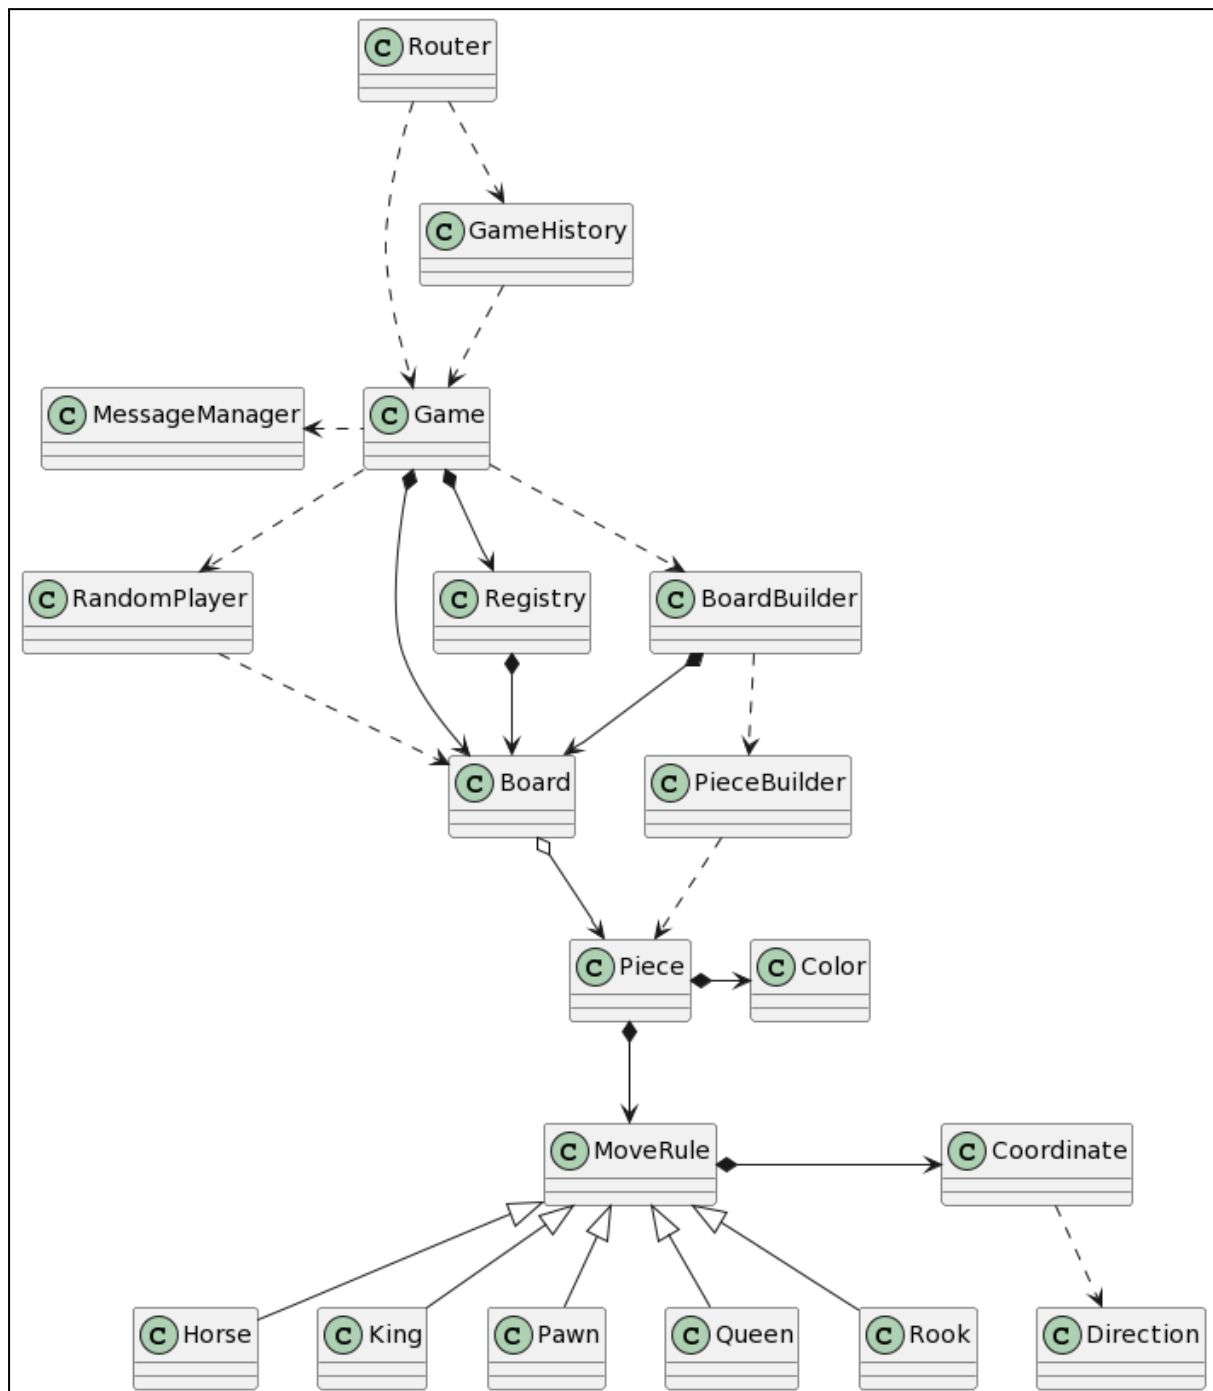 C Router
C GameHistory
C MessageManager
C Game
C RandomPlayer
C Registry
C BoardBuilder
C Board
C PieceBuilder
C Piece
C Color
C MoveRule
C Coordinate
C Horse
C King
C Pawn
C Queen
C Rook
C Direction